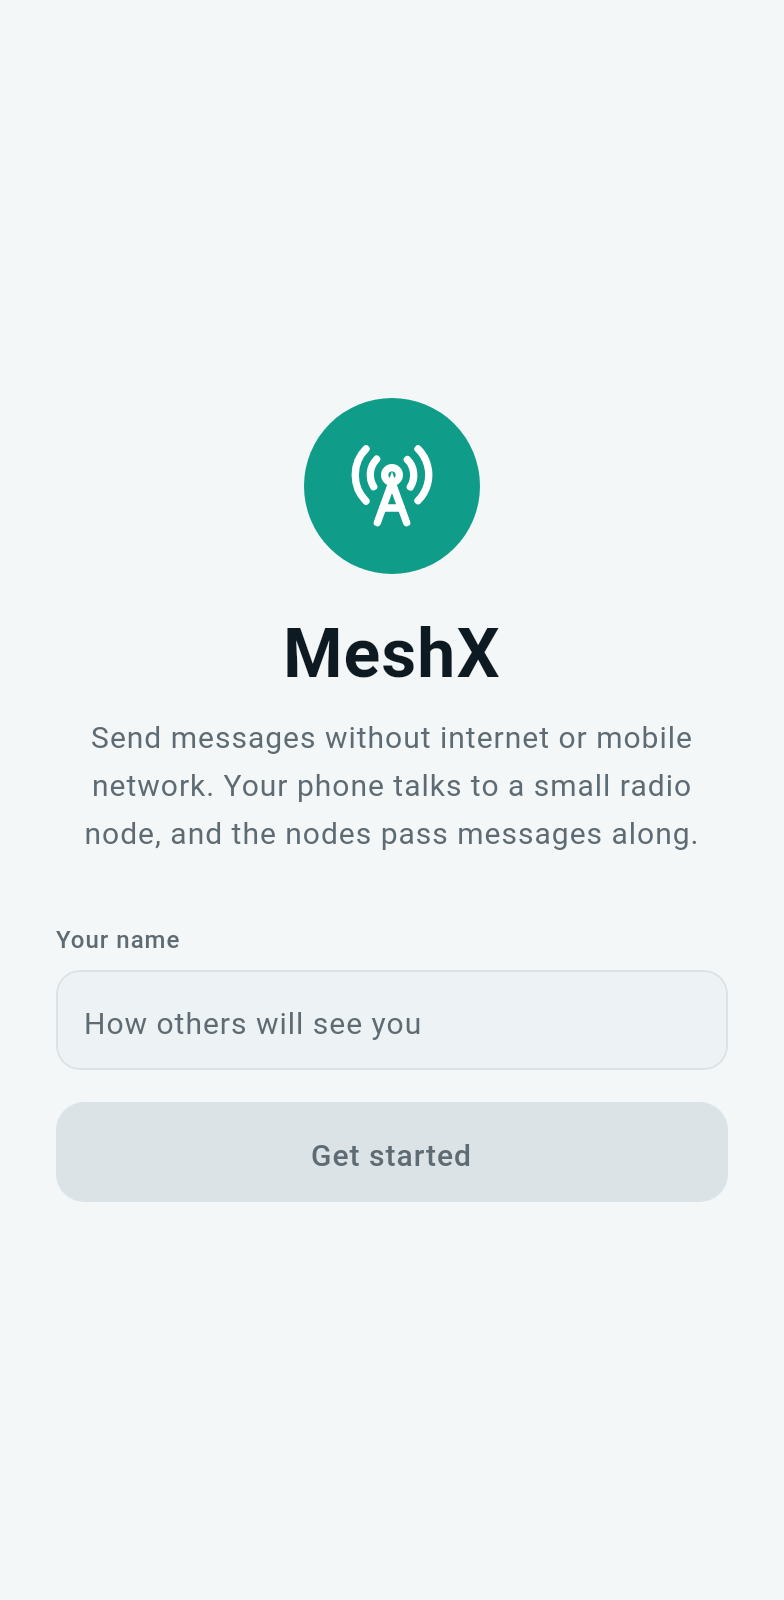 MeshX
Send messages without internet or mobile
network. Your phone talks to a small radio
node, and the nodes pass messages along.
Your name
How others will see you
Get started